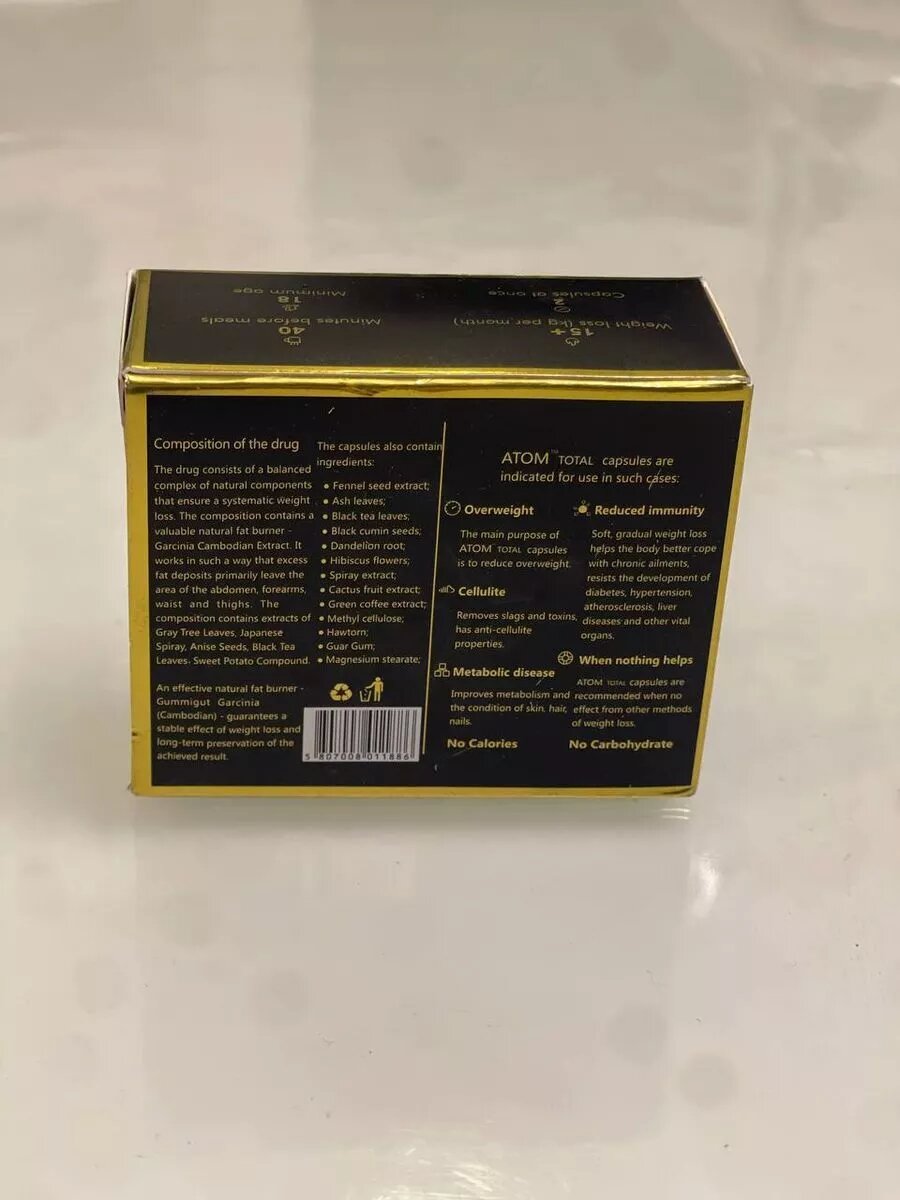 Minimum age
18
Capsules at once
2
Minutes before meals
40
Weight loss (kg per month)
15+
Composition of the drug
The drug consists of a balanced
complex of natural components
that ensure a systematic weight
loss. The composition contains a
valuable natural fat burner -
Garcinia Cambodian Extract. It
works in such a way that excess
fat deposits primarily leave the
area of the abdomen, forearms,
waist and thighs. The
composition contains extracts of
Gray Tree Leaves, Japanese
Spiray, Anise Seeds, Black Tea
Leaves. Sweet Potato Compound.
An effective natural fat burner -
Gummigut Garcinia
(Cambodian) - guarantees a
stable effect of weight loss and
long-term preservation of the
achieved result.
The capsules also contain
ingredients:
• Fennel seed extract;
• Ash leaves;
• Black tea leaves;
• Black cumin seeds;
• Dandelion root;
• Hibiscus flowers;
• Spiray extract;
• Cactus fruit extract;
• Green coffee extract;
• Methyl cellulose;
• Hawtorn;
• Guar Gum;
• Magnesium stearate;
5 807008 011886
ATOM™ TOTAL capsules are
indicated for use in such cases:
Overweight
The main purpose of
ATOM TOTAL capsules
is to reduce overweight.
Cellulite
Removes slags and toxins,
has anti-cellulite
properties.
Metabolic disease
Improves metabolism and
the condition of skin, hair,
nails.
No Calories
Reduced immunity
Soft, gradual weight loss
helps the body better cope
with chronic ailments,
resists the development of
diabetes, hypertension,
atherosclerosis, liver
diseases and other vital
organs.
When nothing helps
ATOM TOTAL capsules are
recommended when no
effect from other methods
of weight loss.
No Carbohydrate